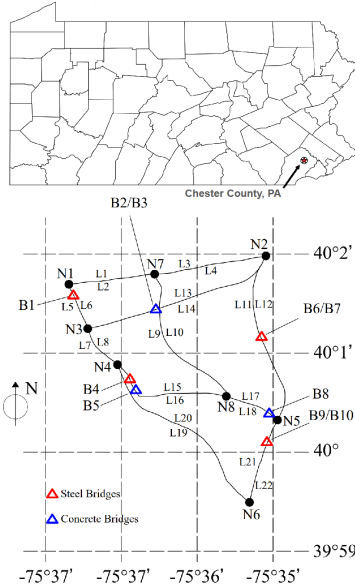 Chester County, PA
B2/B3
N2
40°2'
N7
L3
L4
N1
L1
L2
L13
L14
L11
L12
B1
L5
L6
B6/B7
N3
L9
L10
L7
L8
40°1'
N4
B4
B5
L15
L16
L17
L18
N8
B8
N5
B9/B10
L20
L19
40°
L21
L22
N6
N
Steel Bridges
Concrete Bridges
39°59
-75°37'
-75°37'
-75°36'
-75°35'